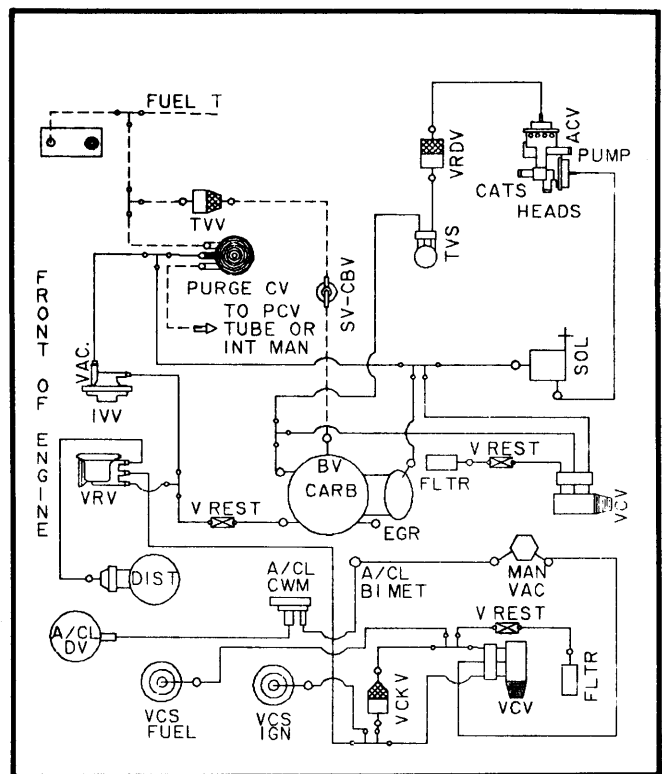 FUEL T
VRDV
ACV
PUMP
CATS
HEADS
TVV
TVS
PURGE CV
SV-CBV
TO PCV
TUBE OR
INT MAN
FRONT OF ENGINE
VAC.
IVV
SOL
VRV
V REST
BV
CARB
EGR
FLTR
V REST
VCV
DIST
A/CL
CWM
A/CL
BIMET
MAN
VAC
A/CL
DV
V REST
VCS
FUEL
VCS
IGN
VCKV
VCV
FLTR